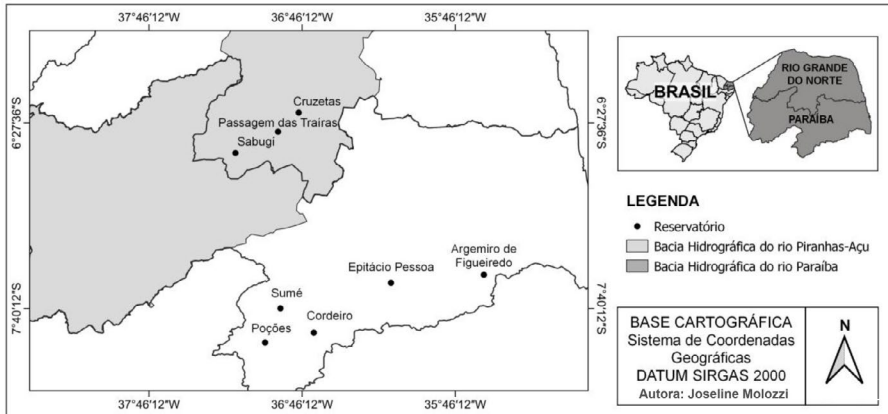 37°46'12"W
36°46'12"W
35°46'12"W
6°27'36"S
7°40'12"S
Cruzetas
Passagem das Trairas
Sabugi
Argemiro de
Figueiredo
Epitácio Pessoa
Sumé
Cordeiro
Poções
6°27'36"S
7°40'12"S
37°46'12"W
36°46'12"W
35°46'12"W
BRASIL
RIO GRANDE
DO NORTE
PARAÍBA
LEGENDA
Reservatório
Bacia Hidrográfica do rio Piranhas-Açu
Bacia Hidrográfica do rio Paraíba
BASE CARTOGRÁFICA
Sistema de Coordenadas
Geográficas
DATUM SIRGAS 2000
Autora: Joseline Molozzi
N